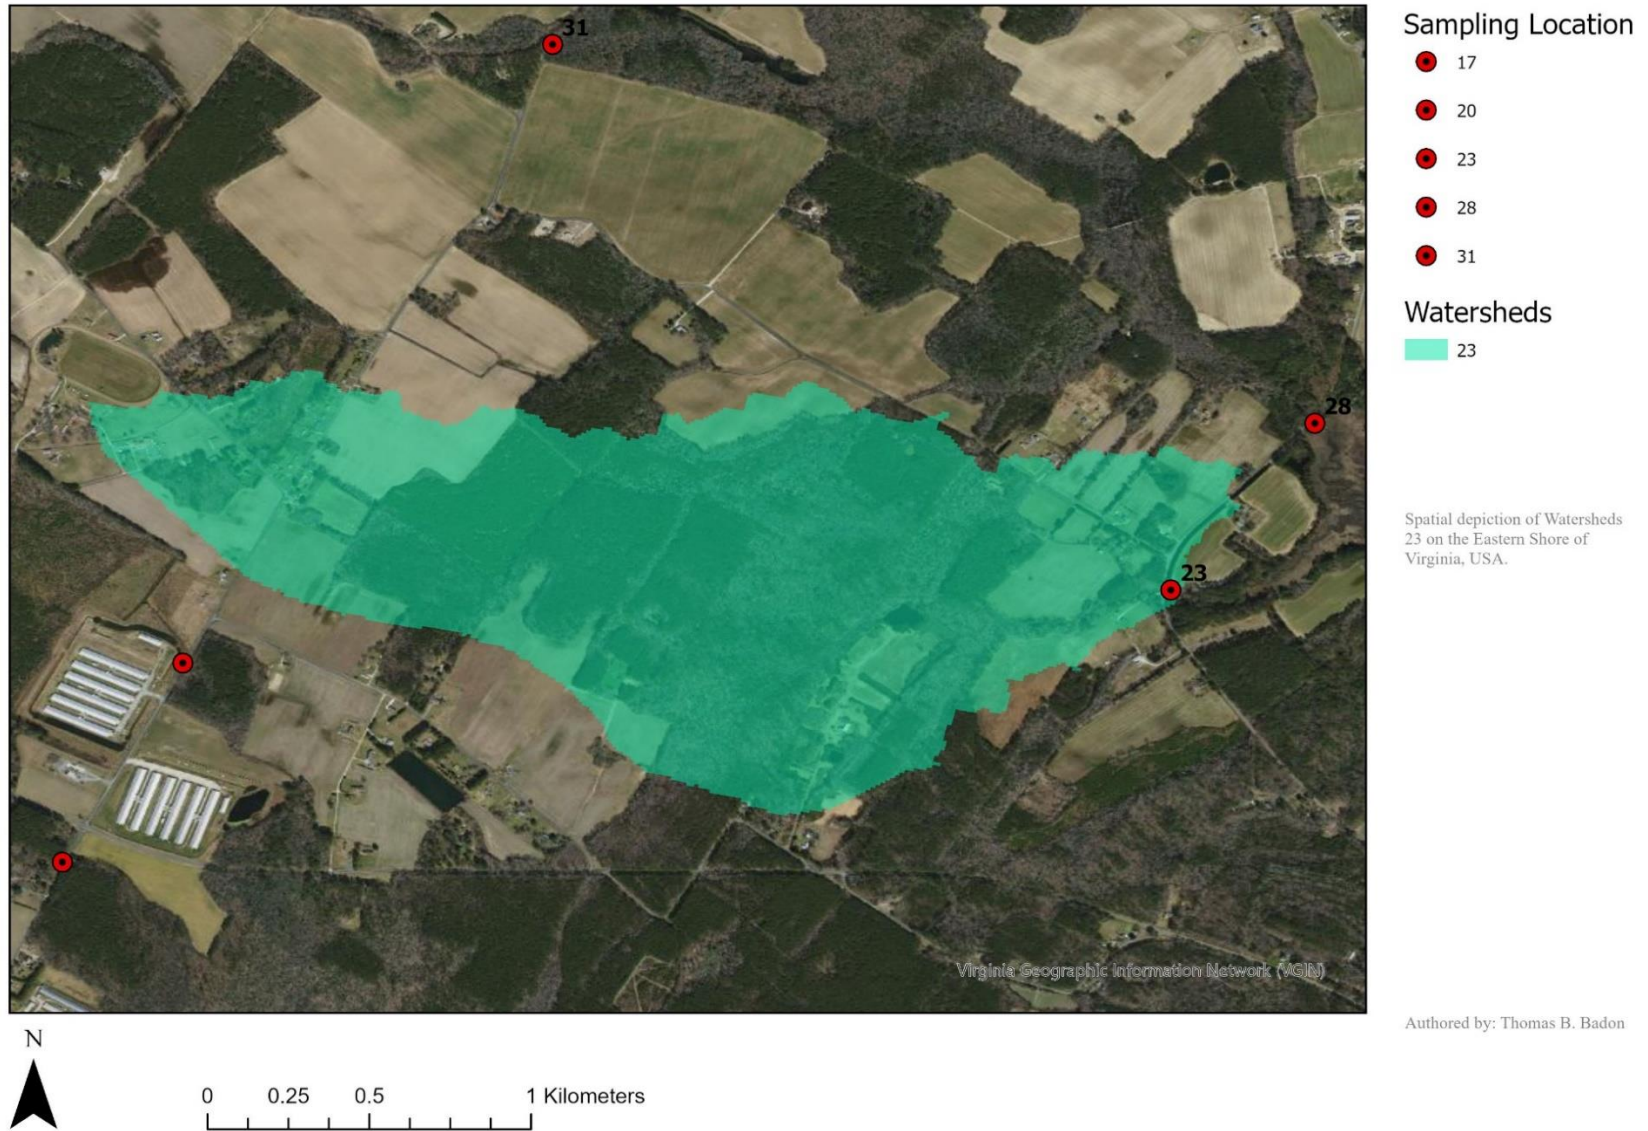 31
28
23
Virginia Geographic Information Network (VGIN)
Sampling Location
17
20
23
28
31
Watersheds
23
Spatial depiction of Watersheds
23 on the Eastern Shore of
Virginia, USA.
Authored by: Thomas B. Badon
N
0 0.25 0.5 1 Kilometers